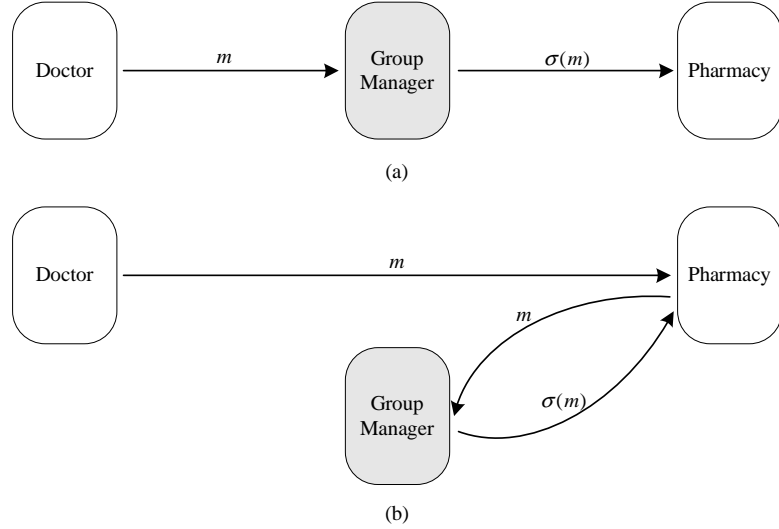 Doctor
m
Group
Manager
σ(m)
Pharmacy
(a)
Doctor
m
Pharmacy
m
Group
Manager
σ(m)
(b)